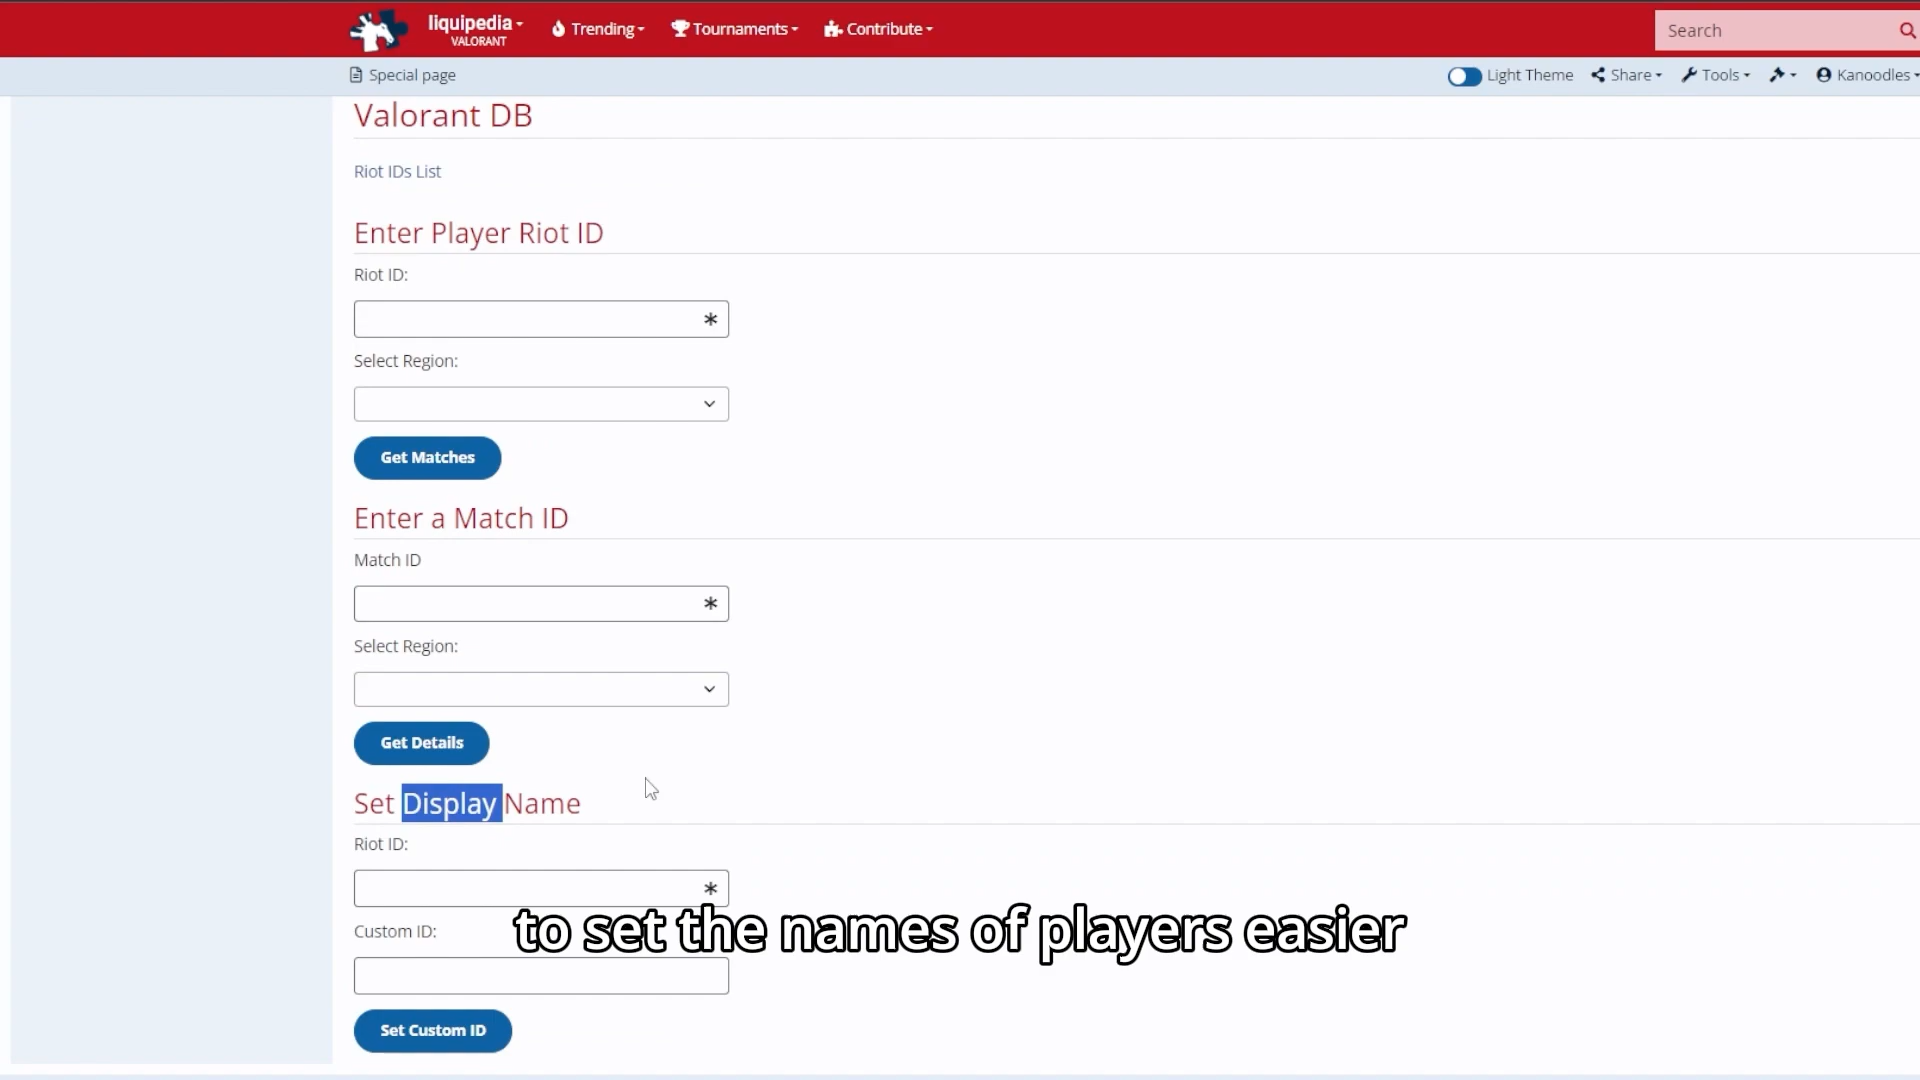 liquipedia
VALORANT
Trending
Tournaments
Contribute
Search
Special page
Light Theme
Share
Tools
Kanoodles
Valorant DB
Riot IDs List
Enter Player Riot ID
Riot ID:
*
Select Region:
Get Matches
Enter a Match ID
Match ID
*
Select Region:
Get Details
Set Display Name
Riot ID:
*
Custom ID:
to set the names of players easier
Set Custom ID